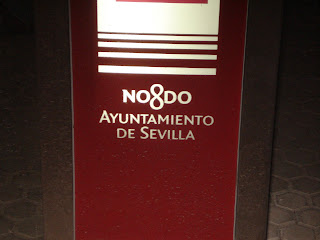 NO8DO
AYUNTAMIENTO
DE SEVILLA